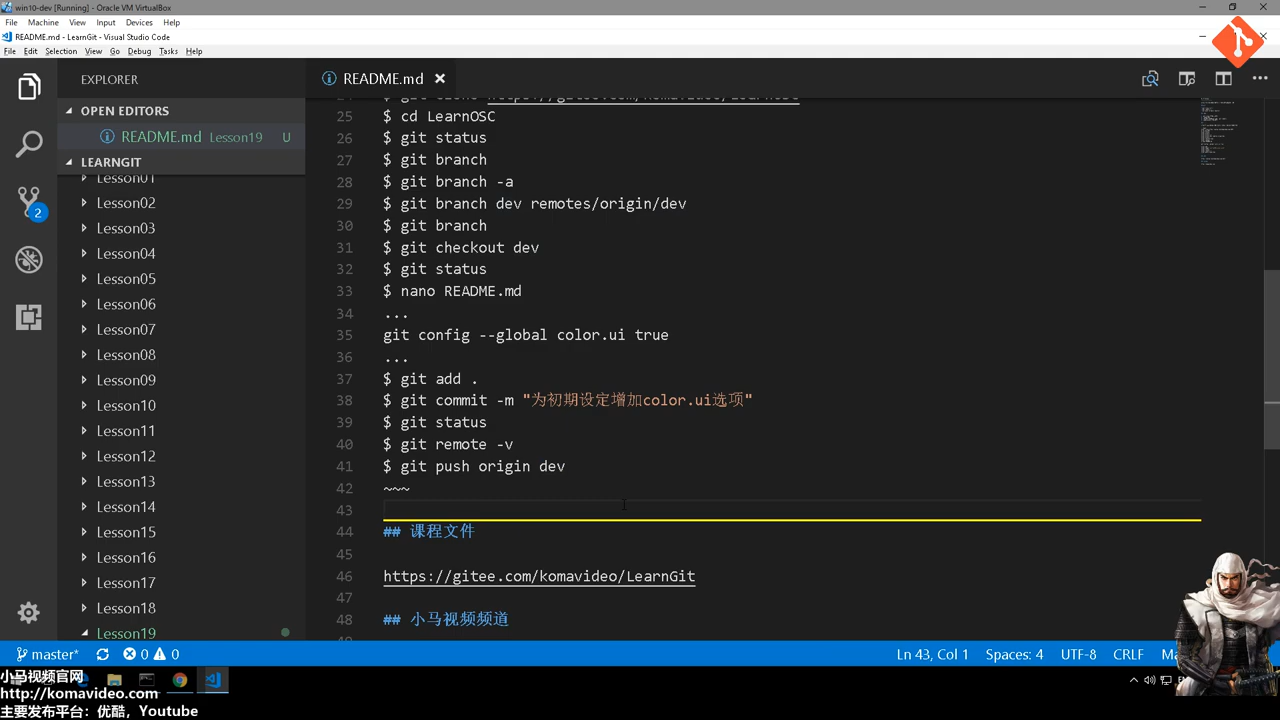 win10-dev [Running] - Oracle VM VirtualBox
File Machine View Input Devices Help
README.md - LearnGit - Visual Studio Code
File Edit Selection View Go Debug Tasks Help
EXPLORER
README.md
OPEN EDITORS
README.md Lesson19 U
LEARNGIT
Lesson01
Lesson02
Lesson03
Lesson04
Lesson05
Lesson06
Lesson07
Lesson08
Lesson09
Lesson10
Lesson11
Lesson12
Lesson13
Lesson14
Lesson15
Lesson16
Lesson17
Lesson18
Lesson19
2
25 $ cd LearnOSC
26 $ git status
27 $ git branch
28 $ git branch -a
29 $ git branch dev remotes/origin/dev
30 $ git branch
31 $ git checkout dev
32 $ git status
33 $ nano README.md
34 ...
35 git config --global color.ui true
36 ...
37 $ git add .
38 $ git commit -m "为初期设定增加color.ui选项"
39 $ git status
40 $ git remote -v
41 $ git push origin dev
42 ~~~
43
44 ## 课程文件
45
46 https://gitee.com/komavideo/LearnGit
47
48 ## 小马视频频道
master* 0 0 Ln 43, Col 1 Spaces: 4 UTF-8 CRLF
小马视频官网
http://komavideo.com
主要发布平台：优酷，Youtube